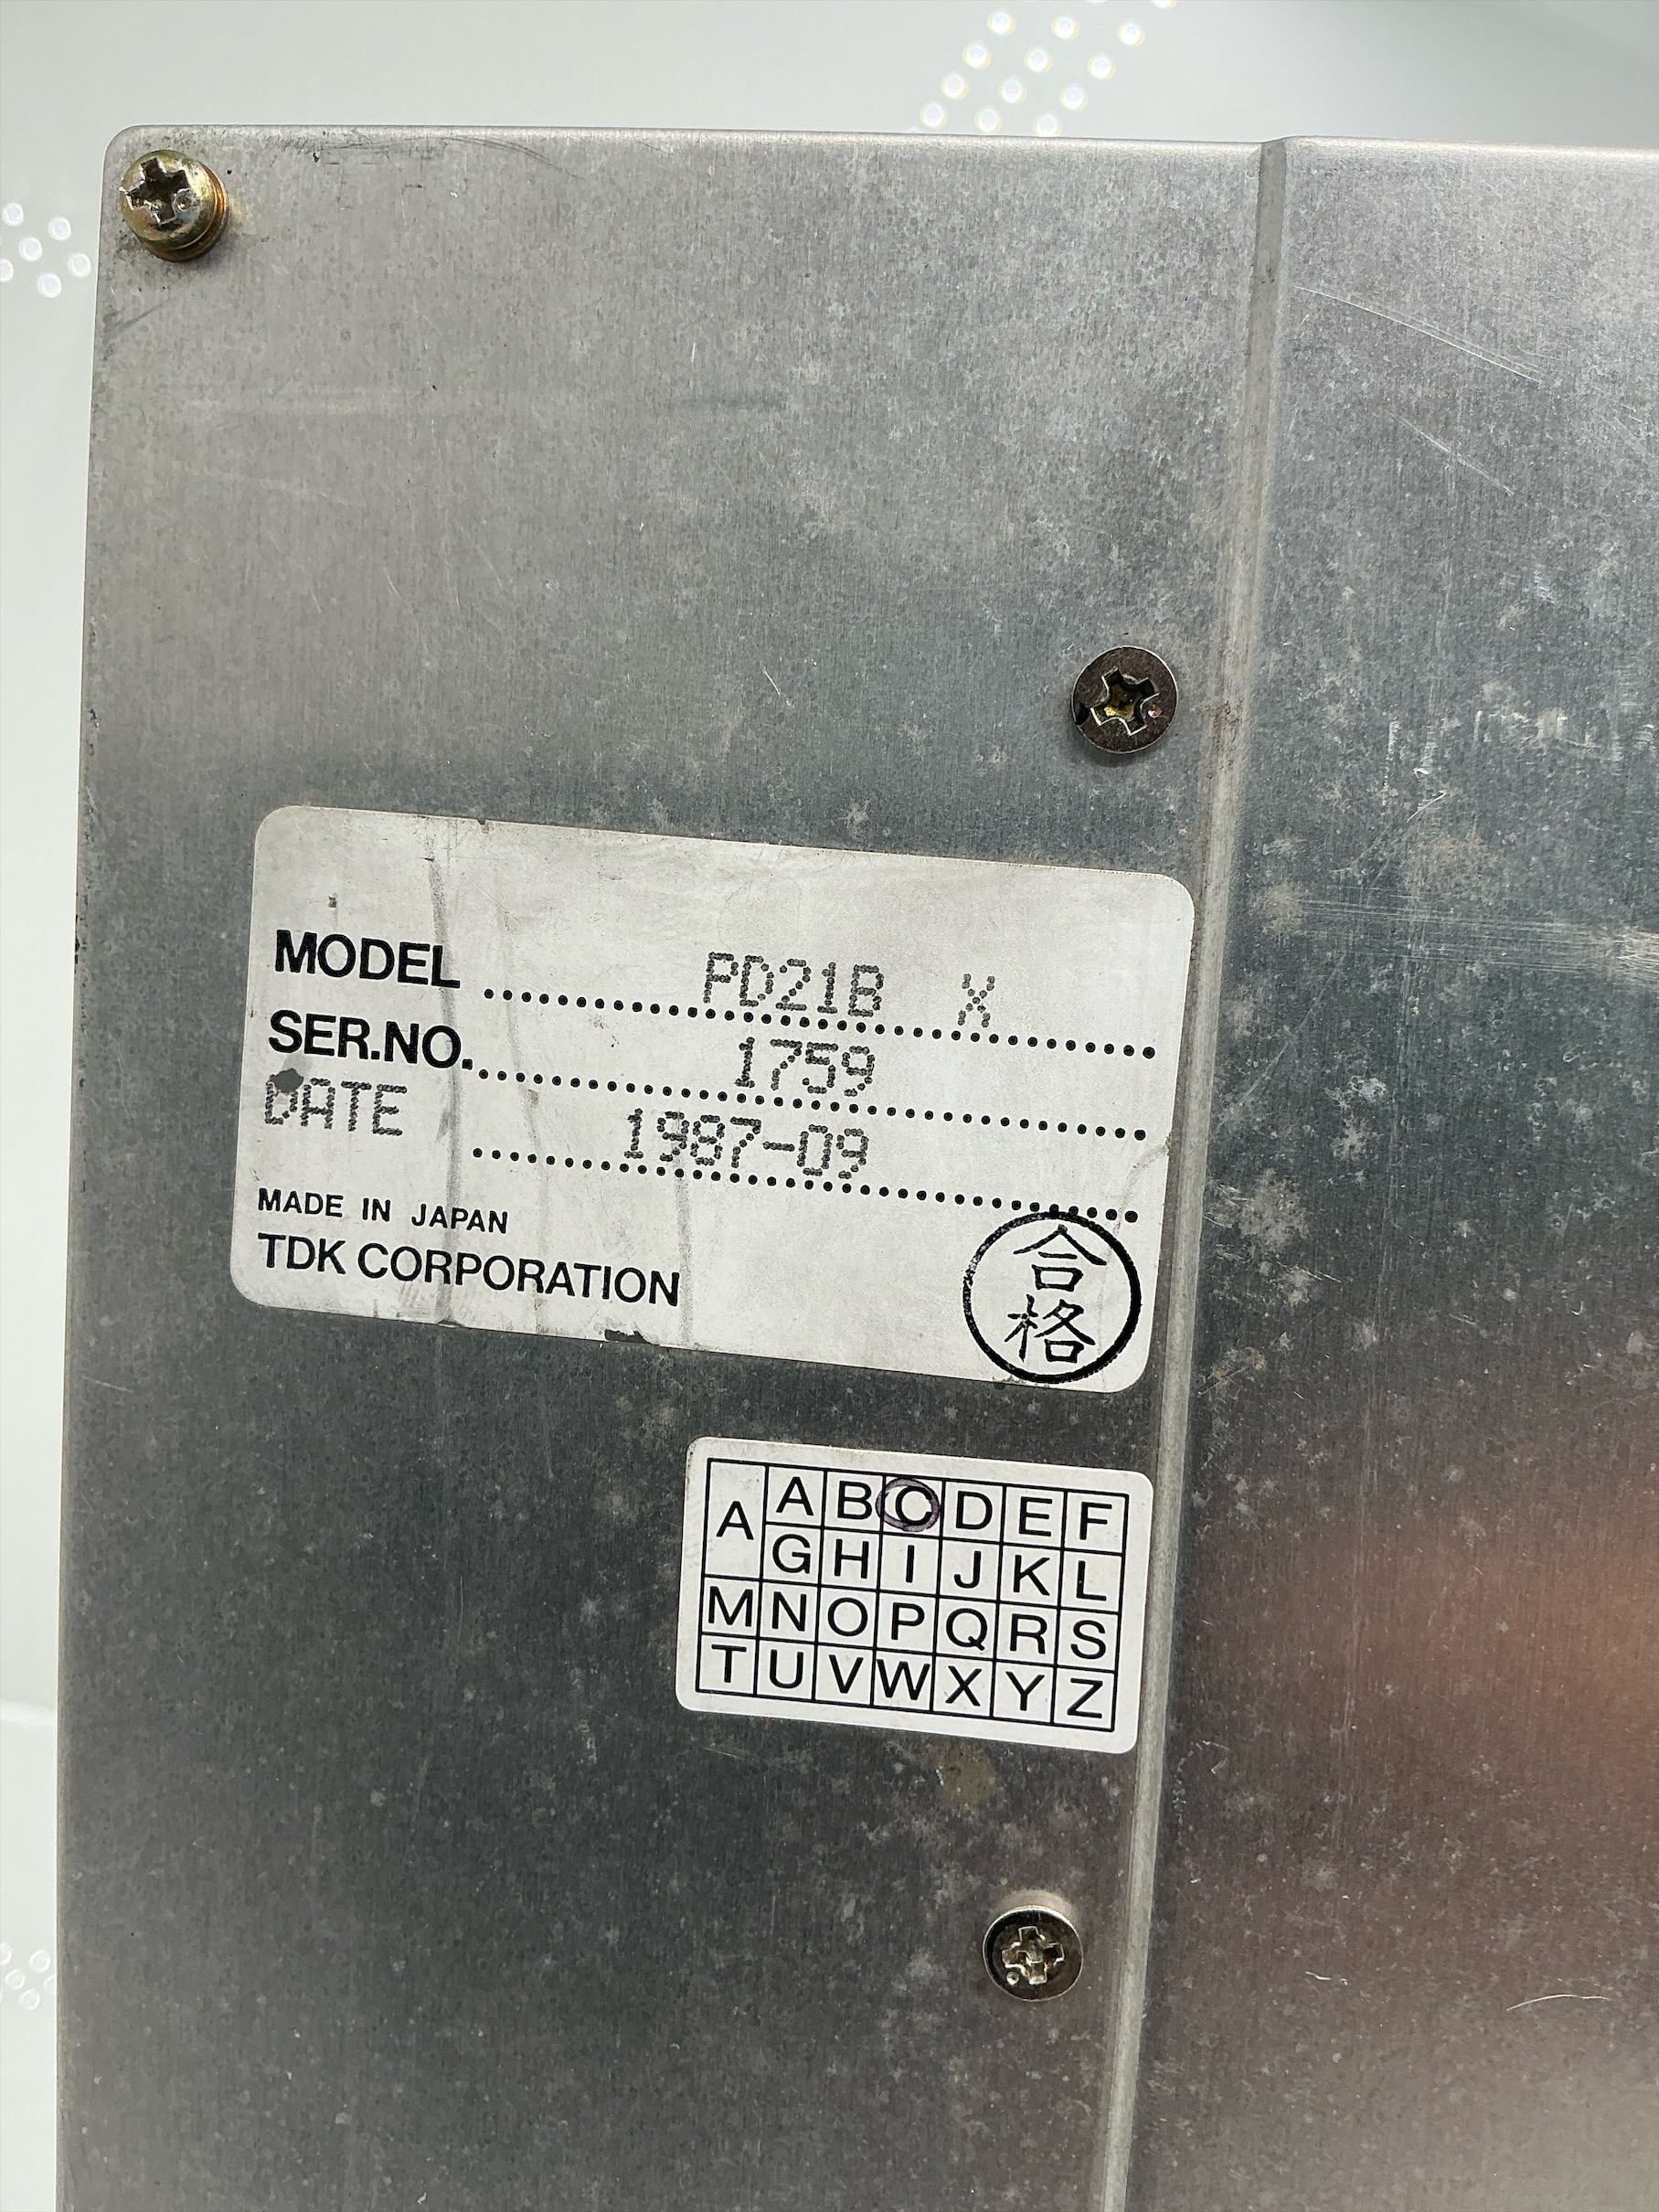 MODEL PD21B X
SER.NO. 1759
DATE 1987-09
MADE IN JAPAN
TDK CORPORATION
合格
A A B C D E F
G H I J K L
M N O P Q R S
T U V W X Y Z